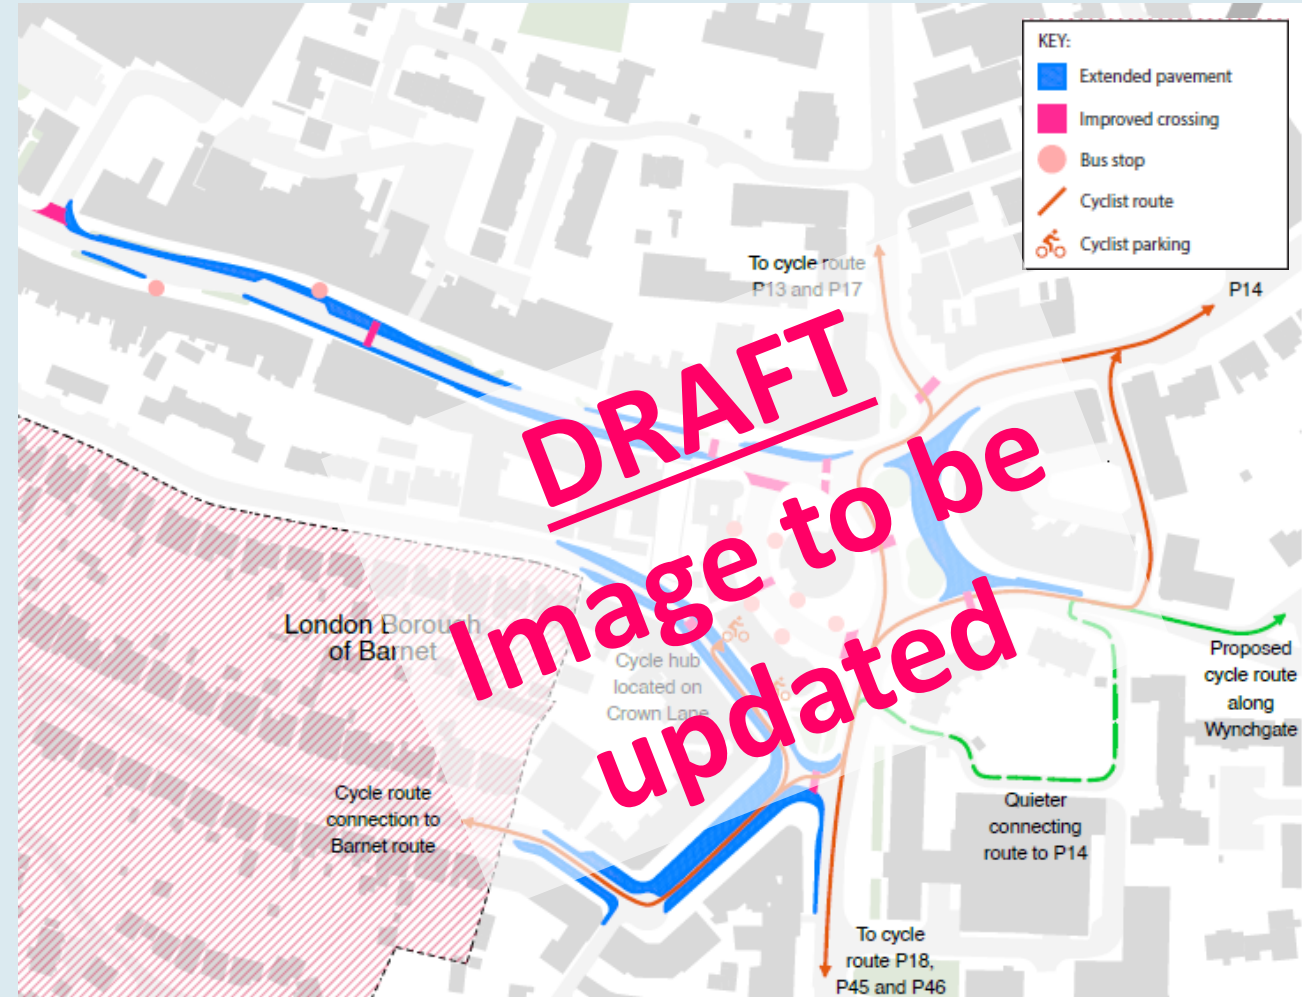 KEY:
Extended pavement
Improved crossing
Bus stop
Cyclist route
Cyclist parking
To cycle route
P13 and P17
P14
DRAFT
Image to be
updated
London Borough
of Barnet
Cycle hub
located on
Crown Lane
Proposed
cycle route
along
Wynchgate
Cycle route
connection to
Barnet route
Quieter
connecting
route to P14
To cycle
route P18,
P45 and P46